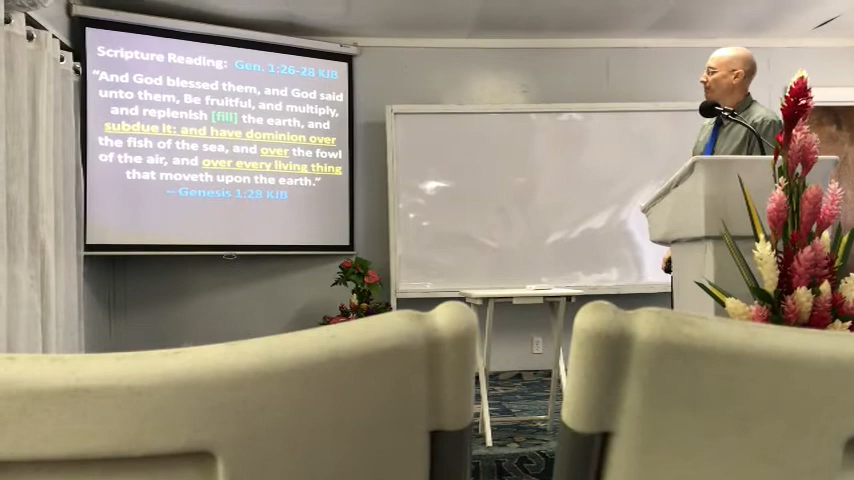 Scripture Reading: Gen. 1:26-28 KJB
“And God blessed them, and God said
unto them, Be fruitful, and multiply,
and replenish [fill] the earth, and
subdue it: and have dominion over
the fish of the sea, and over the fowl
of the air, and over every living thing
that moveth upon the earth.”
~Genesis 1:28 KJB